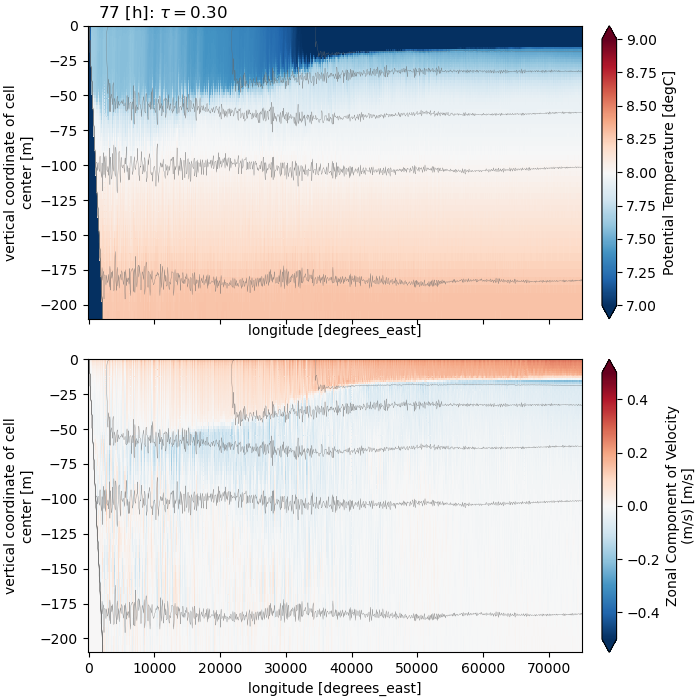 77 [h]: τ = 0.30
0
−25
−50
−75
−100
−125
−150
−175
−200
vertical coordinate of cell
center [m]
longitude [degrees_east]
9.00
8.75
8.50
8.25
8.00
7.75
7.50
7.25
7.00
Potential Temperature [degC]
0
−25
−50
−75
−100
−125
−150
−175
−200
vertical coordinate of cell
center [m]
0 10000 20000 30000 40000 50000 60000 70000
longitude [degrees_east]
0.4
0.2
0.0
−0.2
−0.4
Zonal Component of Velocity
(m/s) [m/s]